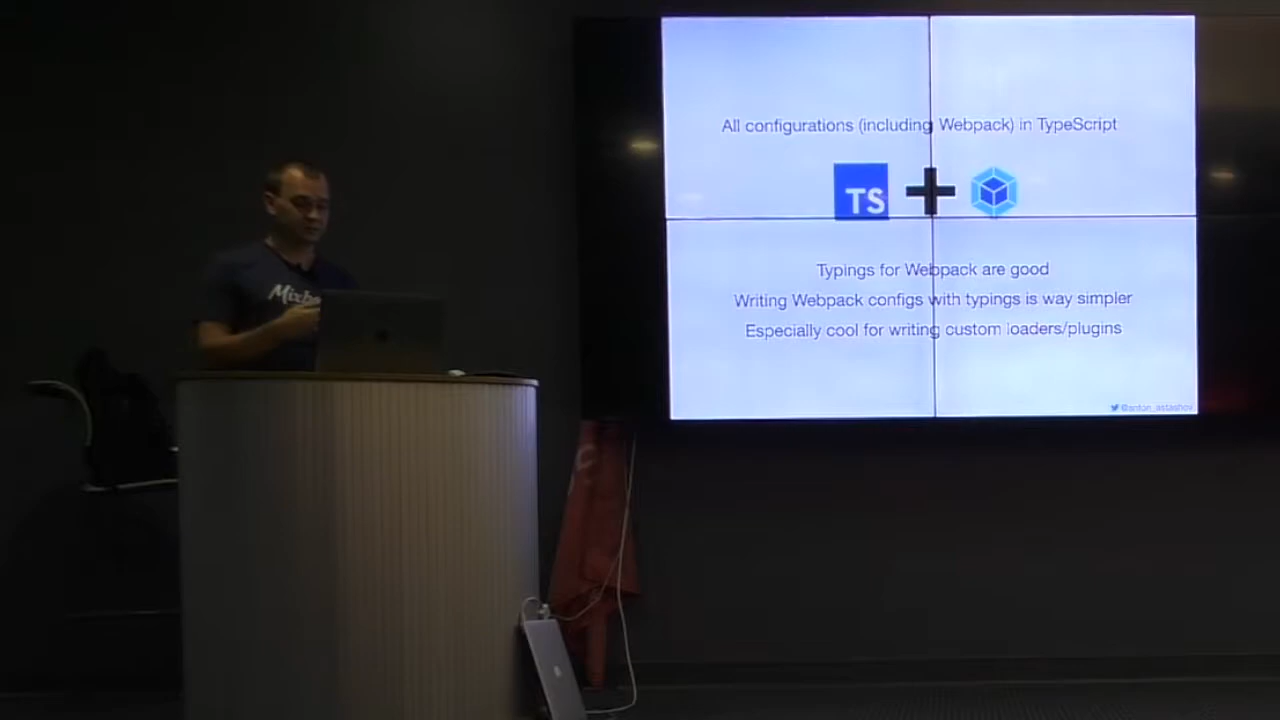 All configurations (including Webpack) in TypeScript
TS
Typings for Webpack are good
Writing Webpack configs with typings is way simpler
Especially cool for writing custom loaders/plugins
@anton_astashov